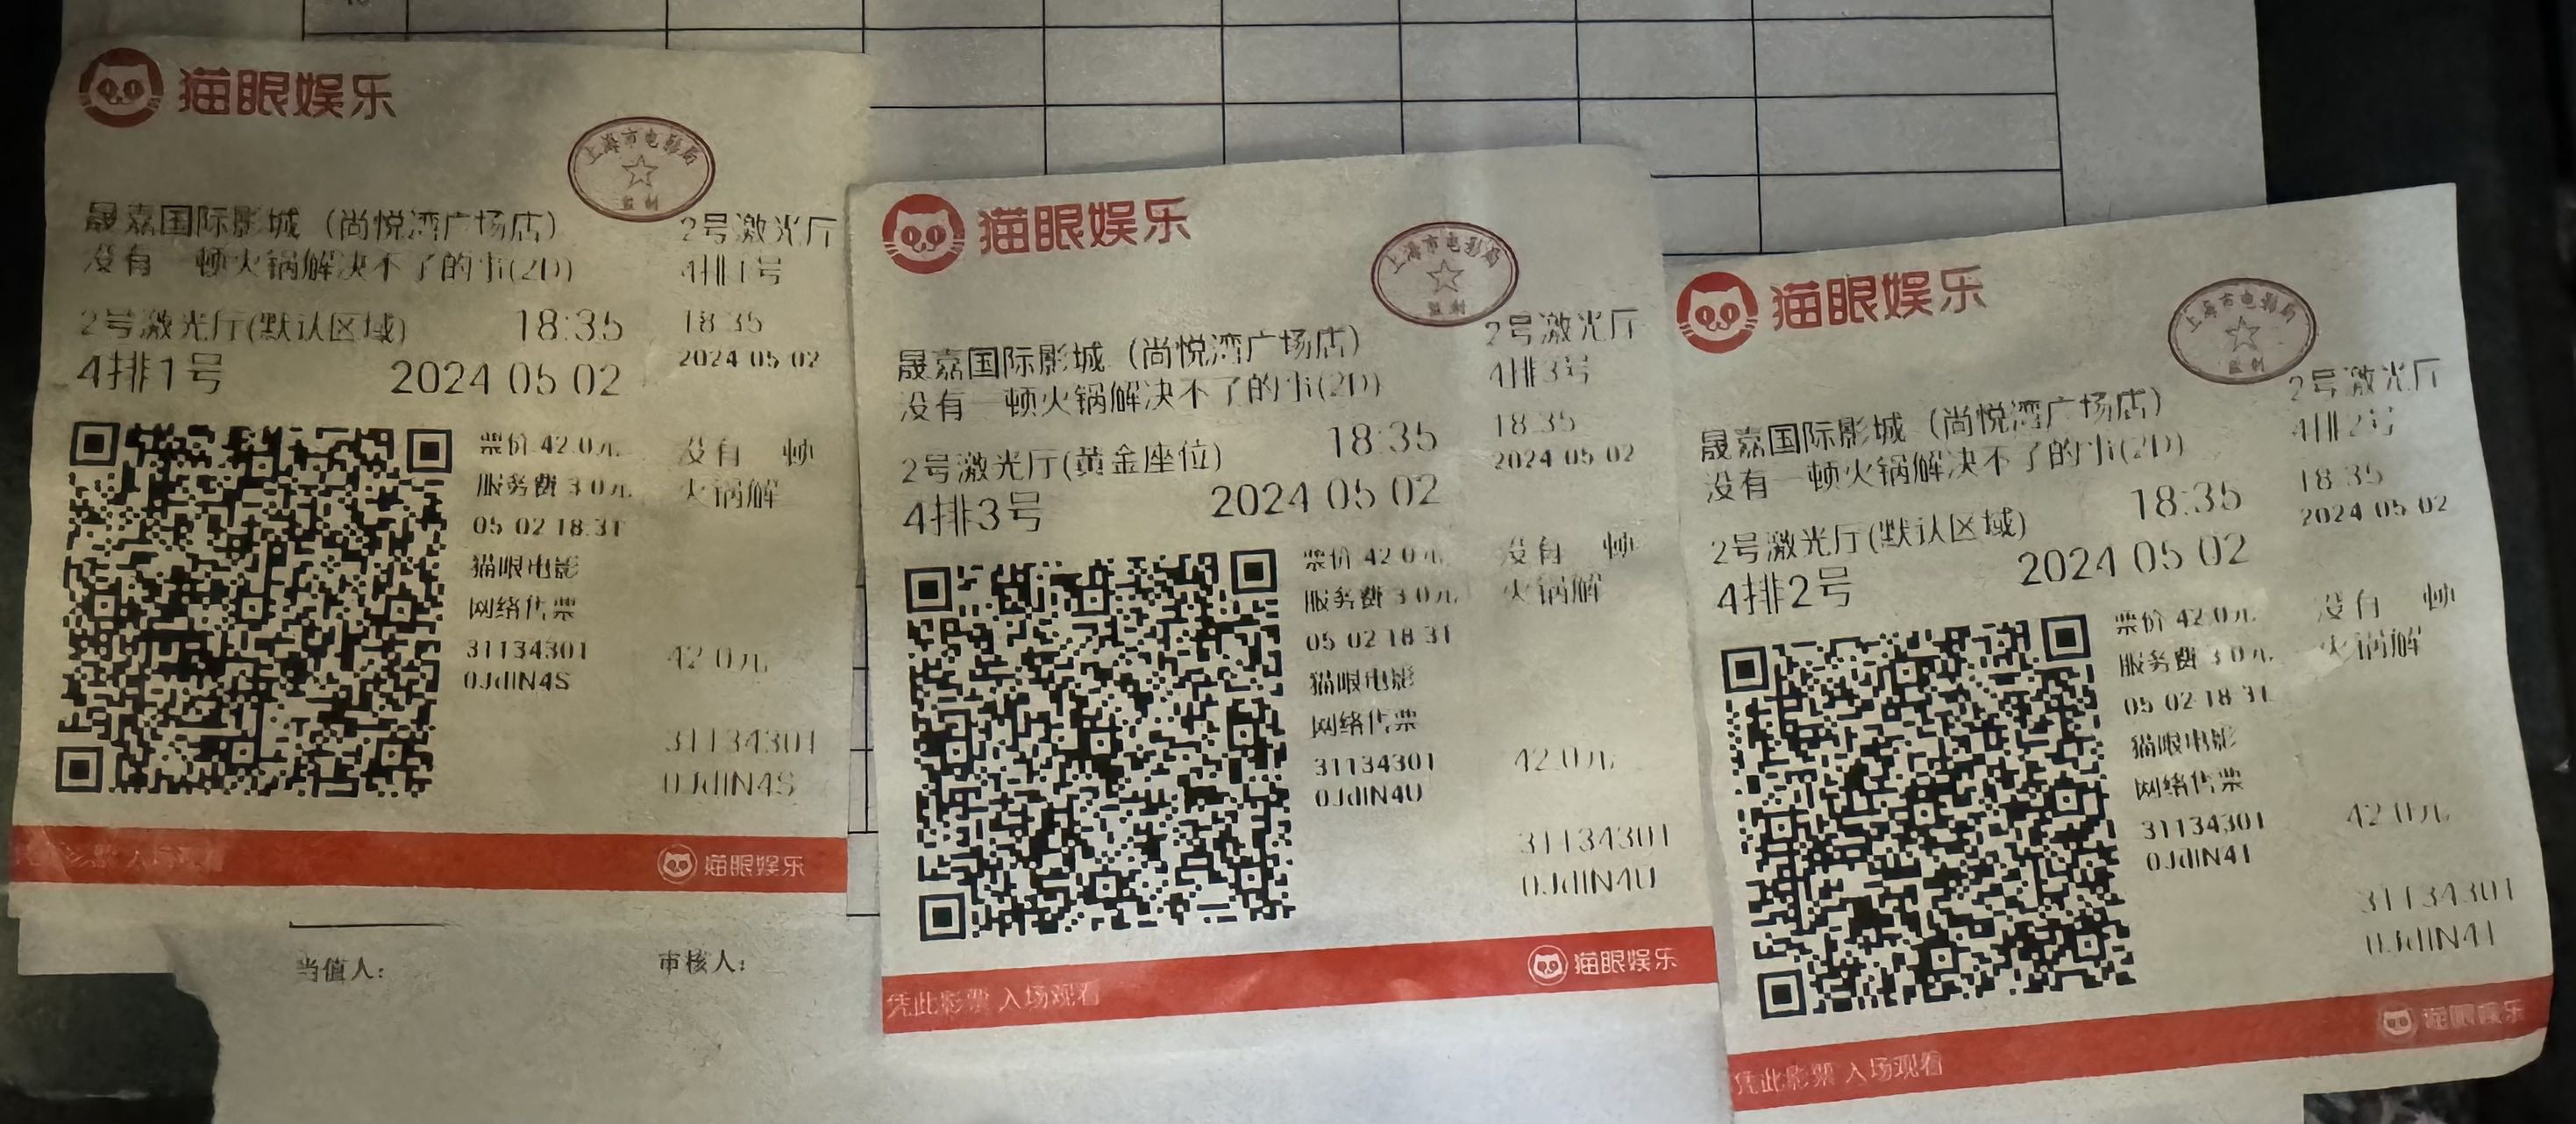 猫眼娱乐
上海市电影局
监制
晟嘉国际影城（尚悦湾广场店）
没有一顿火锅解决不了的事(2D)
2号激光厅(默认区域) 18:35
4排1号 2024 05 02
票价 42.0元
服务费 3.0元
05 02 18:31
猫眼电影
网络售票
31134301
0JdIN4S
2号激光厅
4排1号
18 35
2024 05 02
没有一顿
火锅解
42.0元
31134301
0JdIN4S
入场观看
猫眼娱乐
当值人：
审核人：
猫眼娱乐
上海市电影局
监制
晟嘉国际影城（尚悦湾广场店）
没有一顿火锅解决不了的事(2D)
2号激光厅(黄金座位) 18:35
4排3号 2024 05 02
票价 42.0元
服务费 3.0元
05 02 18 31
猫眼电影
网络售票
31134301
0JdIN4U
2号激光厅
4排3号
18 35
2024 05 02
没有一顿
火锅解
42.0元
31134301
0JdIN4U
凭此影票 入场观看
猫眼娱乐
猫眼娱乐
上海市电影局
监制
晟嘉国际影城（尚悦湾广场店）
没有一顿火锅解决不了的事(2D)
2号激光厅(默认区域) 18:35
4排2号 2024 05 02
票价 42.0元
服务费 3.0元
05 02 18 31
猫眼电影
网络售票
31134301
2号激光厅
4排2号
18 35
2024 05 02
没有一顿
火锅解
42.0元
31134301
凭此影票 入场观看
猫眼娱乐